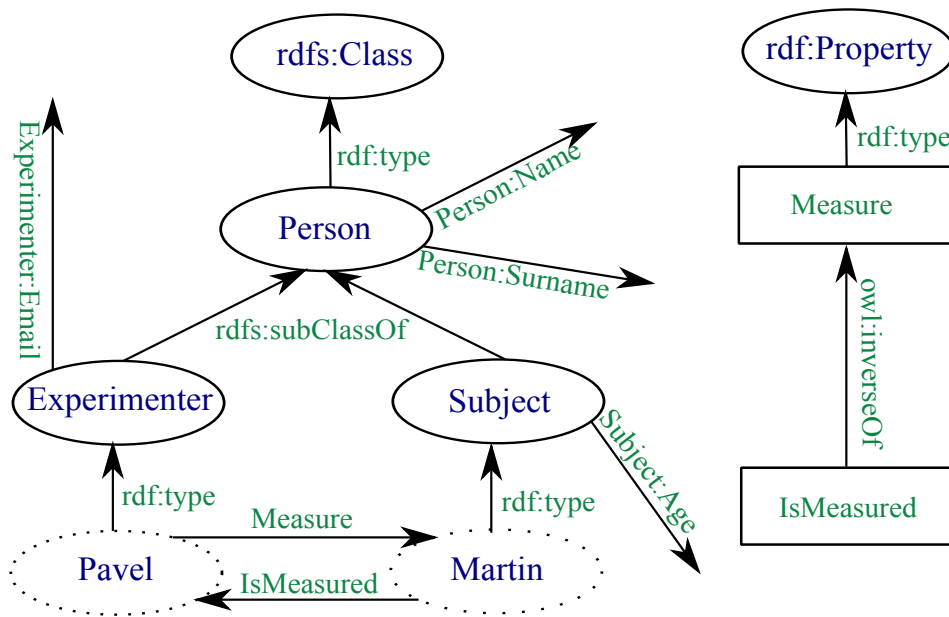 rdfs:Class
rdf:Property
rdf:type
rdf:type
Experimenter:Email
Person:Name
Measure
Person
Person:Surname
rdfs:subClassOf
owl:inverseOf
Experimenter
Subject
Subject:Age
rdf:type
rdf:type
IsMeasured
Measure
Pavel
Martin
IsMeasured